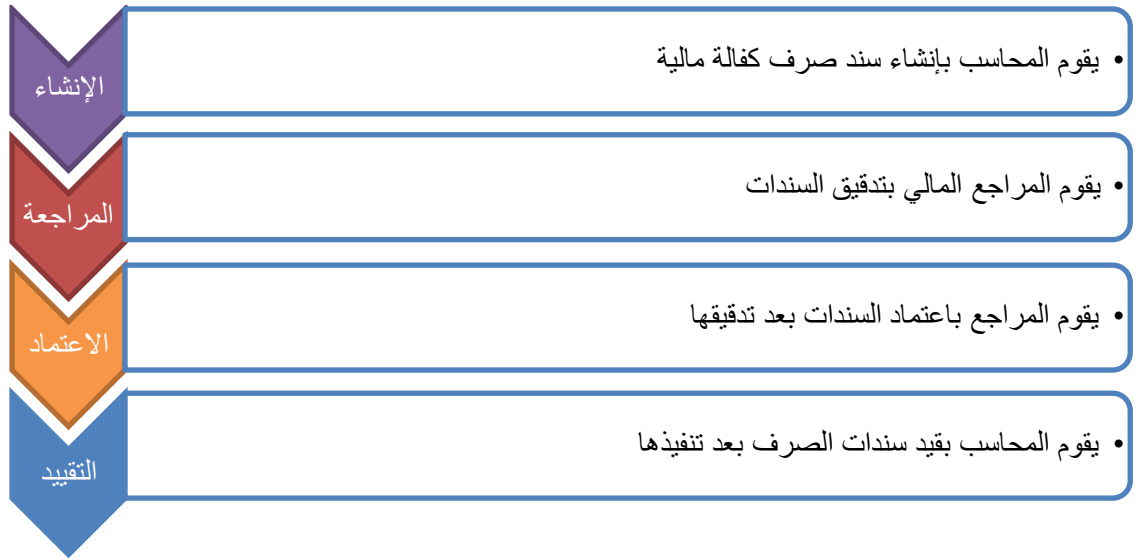 الإنشاء
• يقوم المحاسب بإنشاء سند صرف كفالة مالية
المراجعة
• يقوم المراجع المالي بتدقيق السندات
الاعتماد
• يقوم المراجع باعتماد السندات بعد تدقيقها
التقييد
• يقوم المحاسب بقيد سندات الصرف بعد تنفيذها